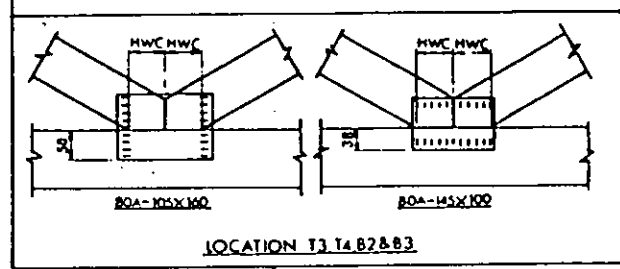 HWC HWC
HWC HWC
50
38
80A-105X160
80A-145X100
LOCATION T3,T4,B2&B3